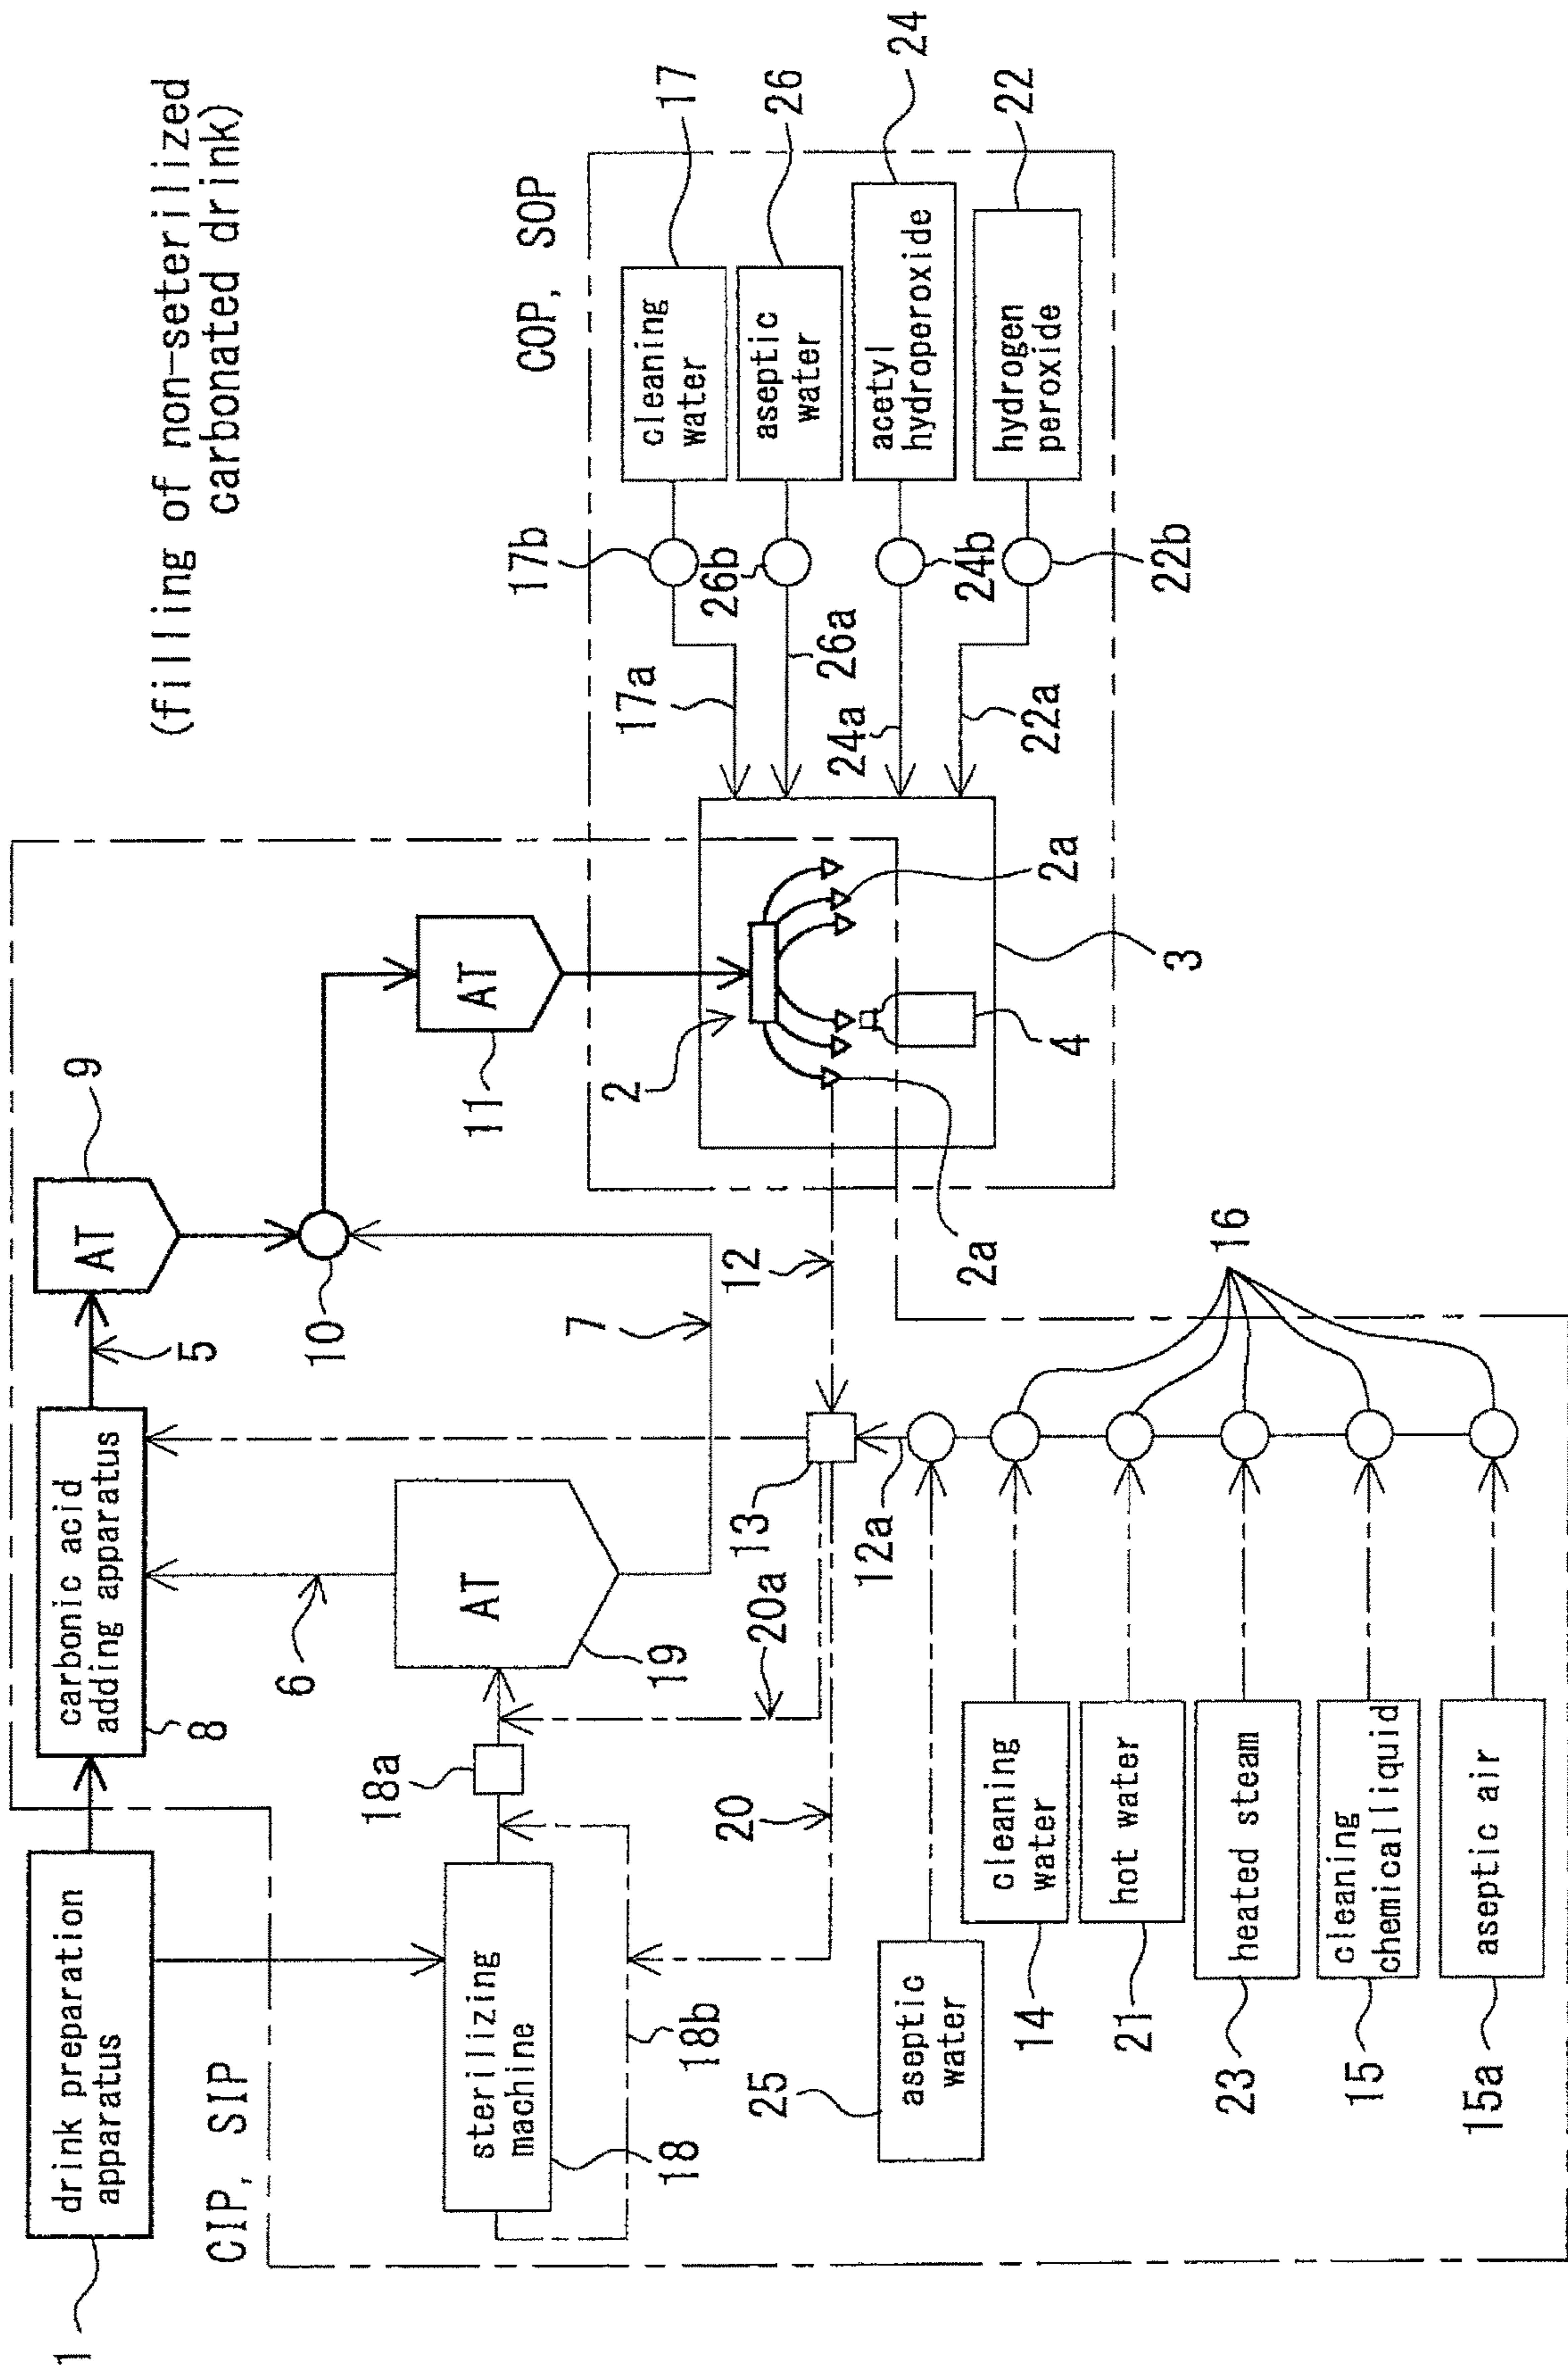 (filling of non-seterilized
carbonated drink)
1
drink preparation
apparatus
CIP, SIP
carbonic acid
adding apparatus
8
5
AT
9
10
AT
11
6
7
AT
19
18a
sterilizing
machine
18
18b
20
20a
13
12
12a
2
2a
2a
3
4
COP, SOP
17a
17b
cleaning
water
17
26a
26b
aseptic
water
26
24a
24b
acetyl
hydroperoxide
24
22a
22b
hydrogen
peroxide
22
16
25
aseptic
water
14
cleaning
water
21
hot water
23
heated steam
15
cleaning
chemicalliquid
15a
aseptic air